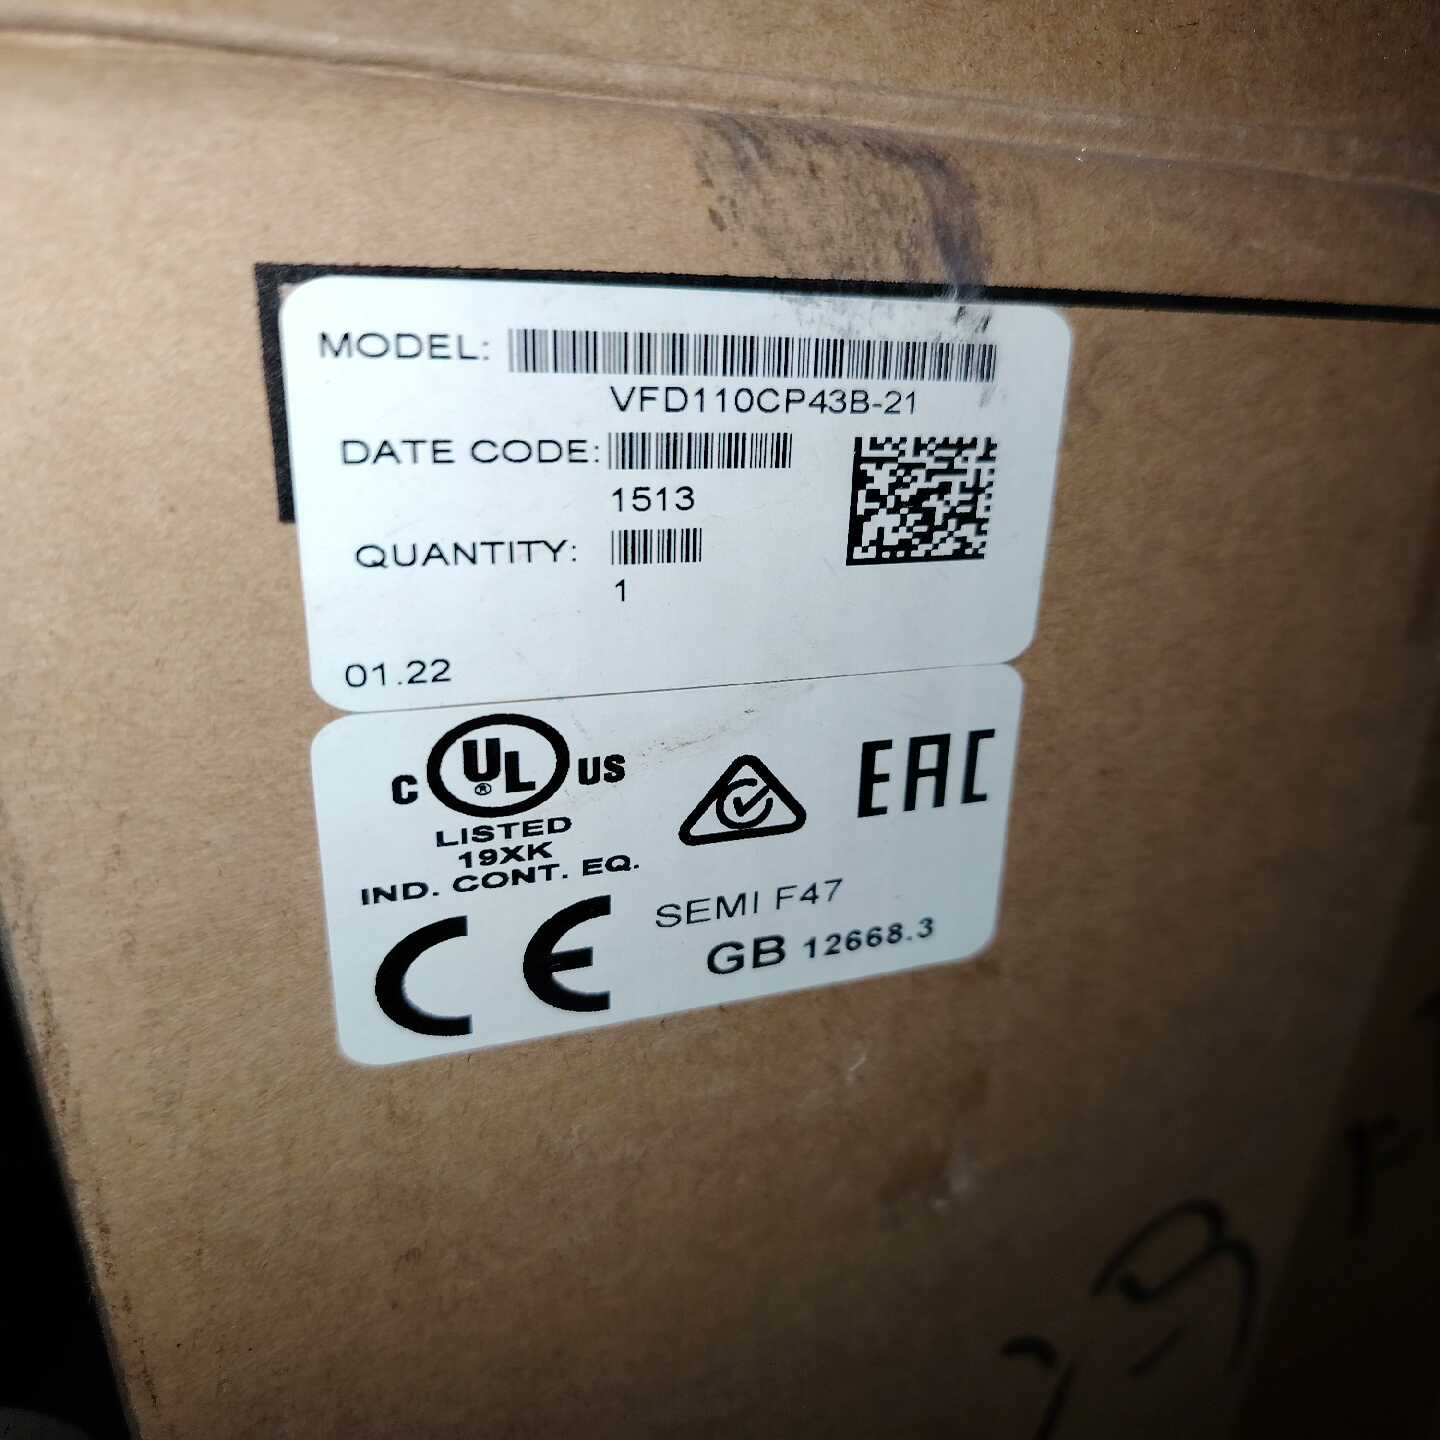 MODEL:
VFD110CP43B-21
DATE CODE:
1513
QUANTITY:
1
01.22
C UL® US
LISTED
19XK
IND. CONT. EQ.
EAC
CE
SEMI F47
GB 12668.3